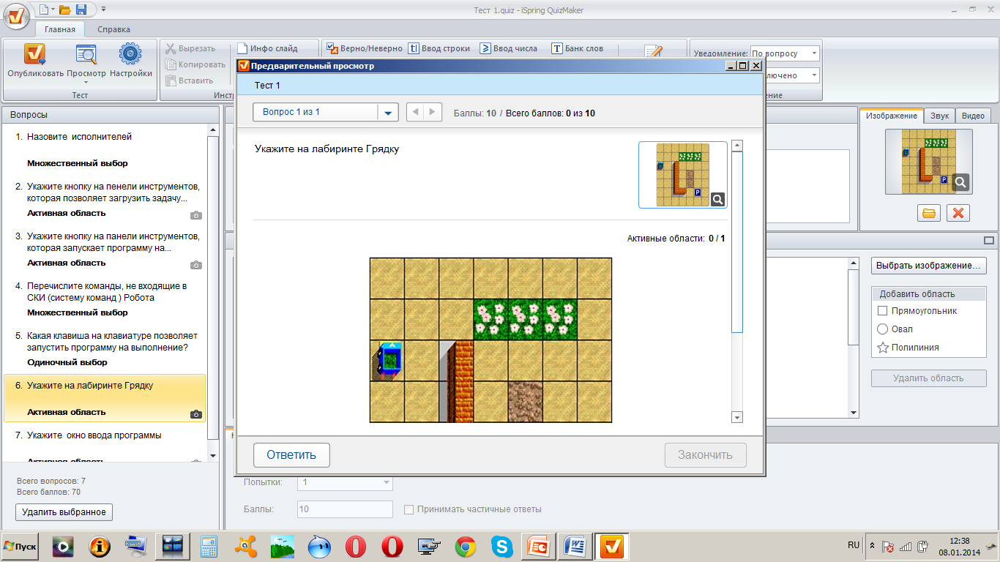 Тест 1.quiz - iSpring QuizMaker
Главная
Справка
Опубликовать
Просмотр
Настройки
Тест
Вырезать
Копировать
Вставить
Инфо слайд
Верно/Неверно
Ввод строки
Ввод числа
Банк слов
Уведомление:
По вопросу
Предварительный просмотр
Тест 1
Вопрос 1 из 1
Баллы: 10 / Всего баллов: 0 из 10
Укажите на лабиринте Грядку
Активные области: 0 / 1
Ответить
Закончить
Вопросы
1. Назовите исполнителей
Множественный выбор
2. Укажите кнопку на пенели инструментов,
которая позволяет загрузить задачу...
Активная область
3. Укажите кнопку на панели инструментов,
которая запускает программу на...
Активная область
4. Перечислите команды, не входящие в
СКИ (систему команд ) Робота
Множественный выбор
5. Какая клавиша на клавиатуре позволяет
запустить программу на выполнение?
Одиночный выбор
6. Укажите на лабиринте Грядку
Активная область
7. Укажите окно ввода программы
Активная область
Всего вопросов: 7
Всего баллов: 70
Удалить выбранное
Изображение
Звук
Видео
P
P
Выбрать изображение...
Добавить область
Прямоугольник
Овал
Полилиния
Удалить область
Попытки:
1
Баллы:
10
Принимать частичные ответы
Пуск
RU
12:38
08.01.2014